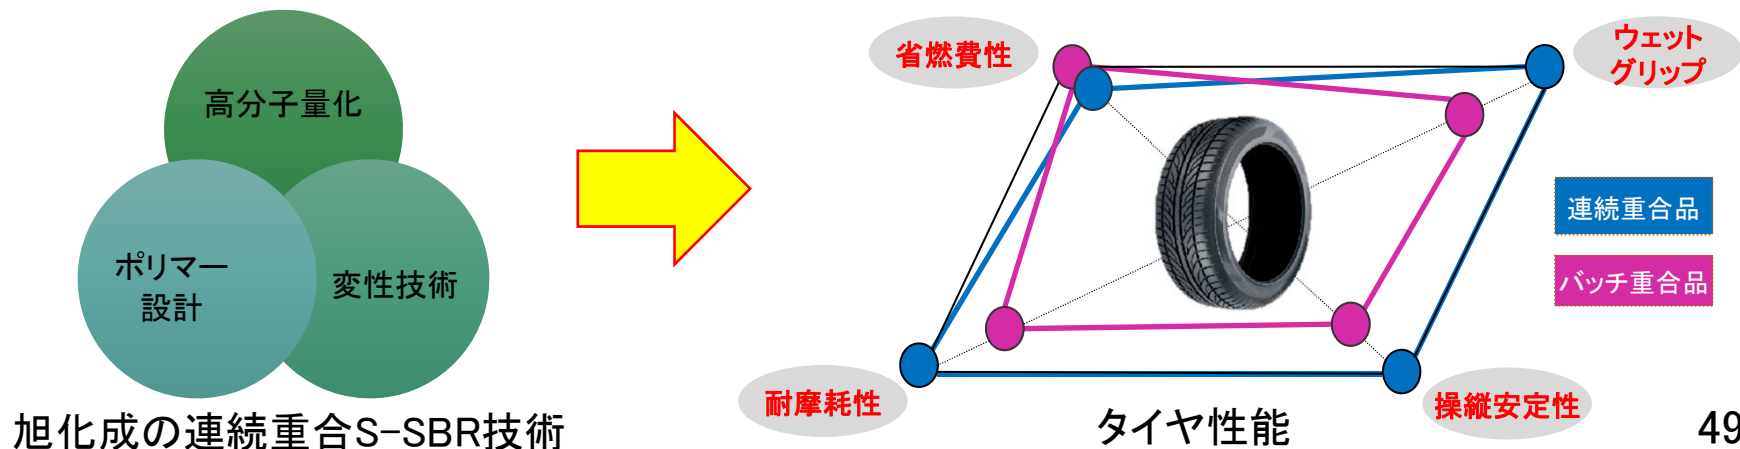 高分子量化
ポリマー
設計
変性技術
旭化成の連続重合S-SBR技術
省燃費性
ウェット
グリップ
連続重合品
バッチ重合品
耐摩耗性
操縦安定性
タイヤ性能
49